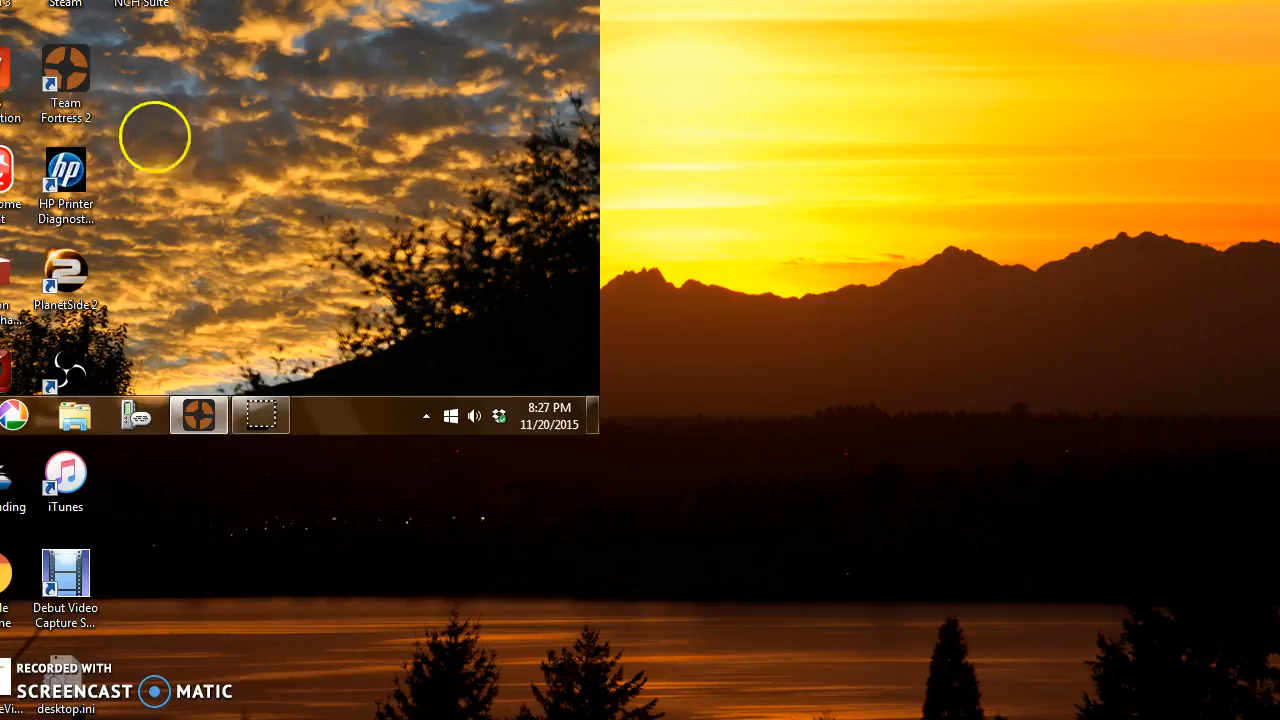 Steam
NCH Suite
Team
Fortress 2
hp
HP Printer
Diagnost...
PlanetSide 2
8:27 PM
11/20/2015
iTunes
Debut Video
Capture S...
RECORDED WITH
SCREENCAST MATIC
desktop.ini